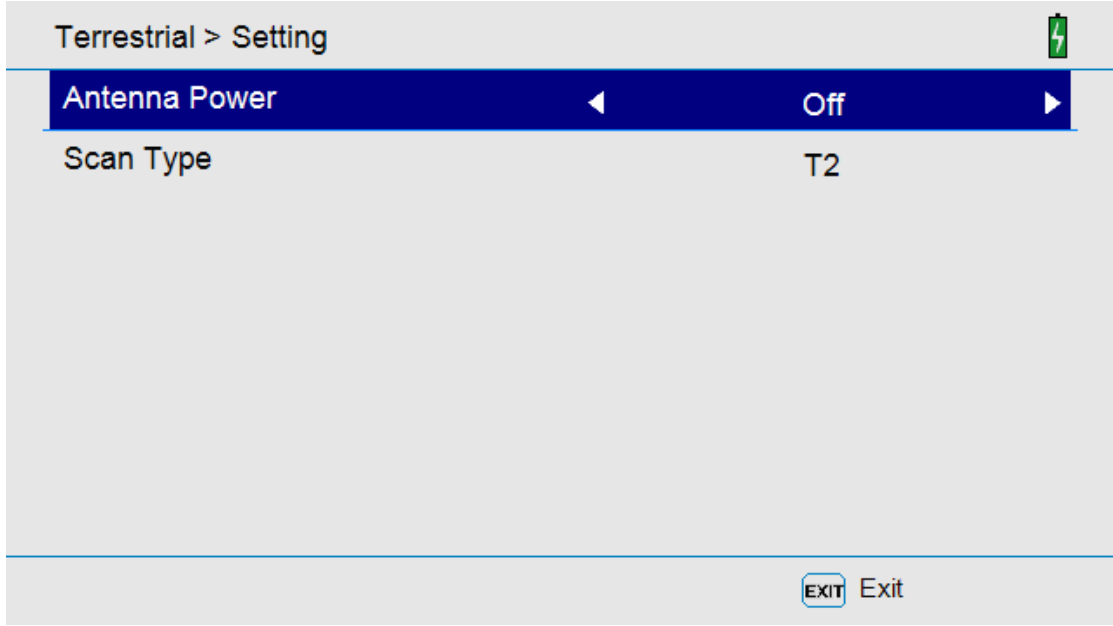 Terrestrial > Setting
Antenna Power Off
Scan Type T2
EXIT Exit